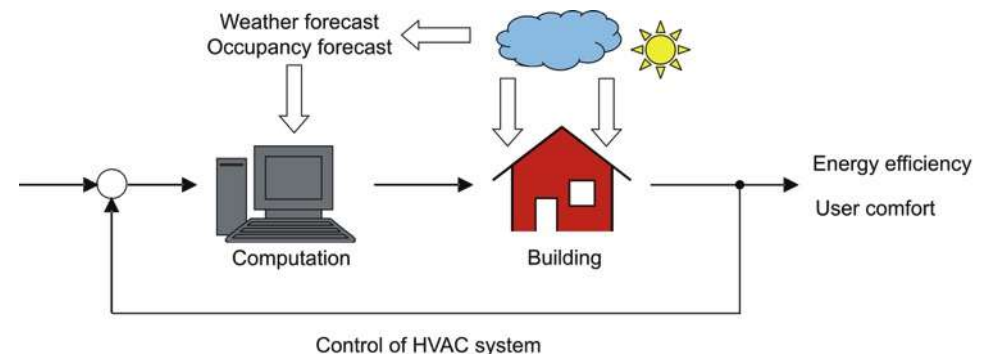 Weather forecast
Occupancy forecast
Energy efficiency
User comfort
Computation
Building
Control of HVAC system